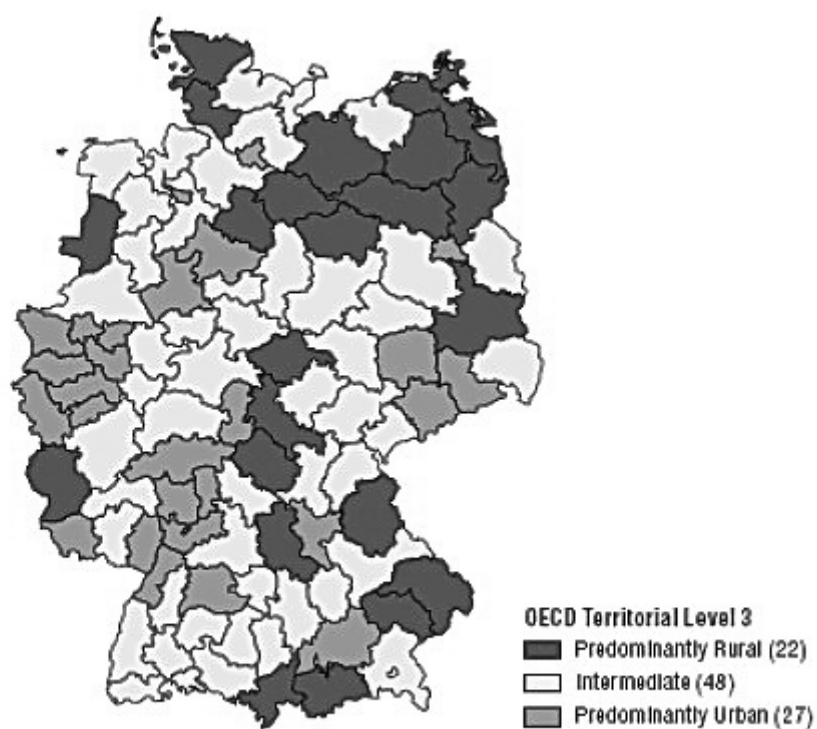 OECD Territorial Level 3
Predominantly Rural (22)
Intermediate (48)
Predominantly Urban (27)